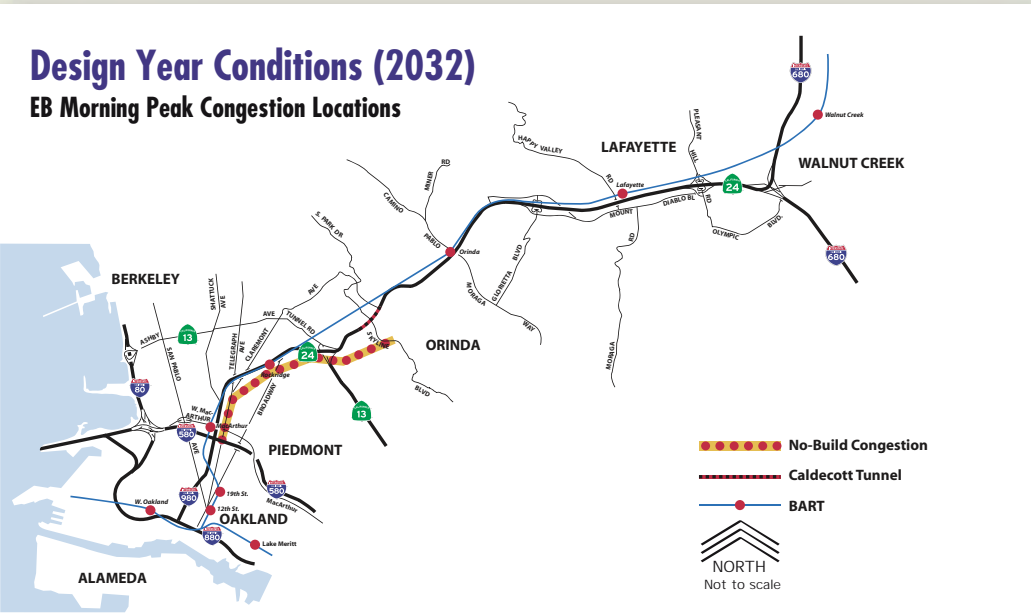 Design Year Conditions (2032)
EB Morning Peak Congestion Locations
680
Walnut Creek
PLEASANT
HILL
RD
HAPPY VALLEY
RD
LAFAYETTE
WALNUT CREEK
Lafayette
24
MOUNT
DIABLO BL
OLYMPIC
BLVD.
680
RD
MORAGA
MINER
RD
CAMINO
PABLO
Orinda
S. PARK DR
BLVD
GLORIETTA
MORAGA
WAY
BERKELEY
SHATTUCK
AVE
AVE
AVE
TUNNEL RD
ASHBY
13
SAN PABLO
AVE
TELEGRAPH
AVE
CLAREMONT
24
SKYLINE
BLVD
ORINDA
Rockridge
BROADWAY
80
13
W. Mac-
ARTHUR
MacArthur
580
PIEDMONT
580
MacArthur
980
19th St.
12th St.
W. Oakland
OAKLAND
880
Lake Meritt
ALAMEDA
No-Build Congestion
Caldecott Tunnel
BART
NORTH
Not to scale